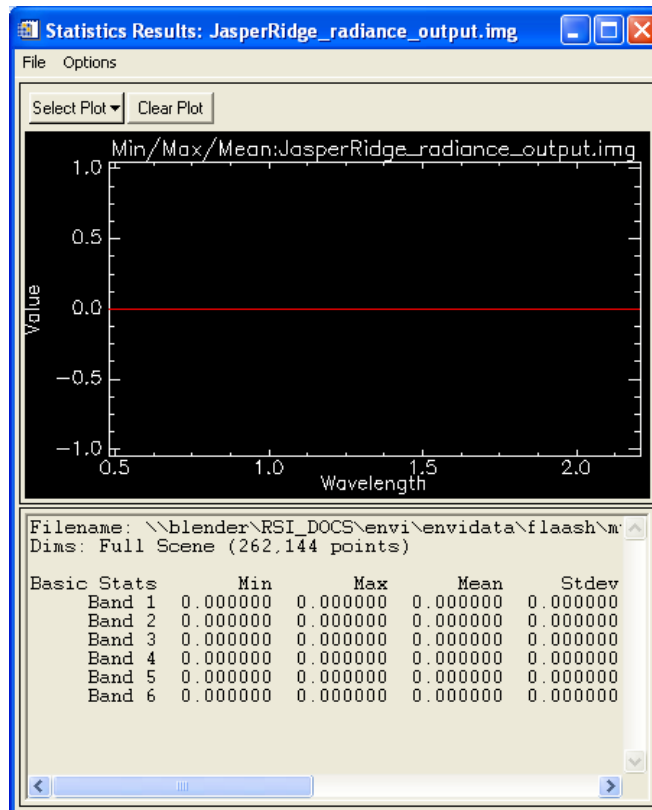 Statistics Results: JasperRidge_radiance_output.img
File Options
Select Plot Clear Plot
Min/Max/Mean:JasperRidge_radiance_output.img
1.0
0.5
0.0
−0.5
−1.0
Value
0.5 1.0 1.5 2.0
Wavelength
Filename: \\blender\RSI_DOCS\envi\envidata\flaash\m
Dims: Full Scene (262,144 points)
Basic Stats Min Max Mean Stdev
Band 1 0.000000 0.000000 0.000000 0.000000
Band 2 0.000000 0.000000 0.000000 0.000000
Band 3 0.000000 0.000000 0.000000 0.000000
Band 4 0.000000 0.000000 0.000000 0.000000
Band 5 0.000000 0.000000 0.000000 0.000000
Band 6 0.000000 0.000000 0.000000 0.000000